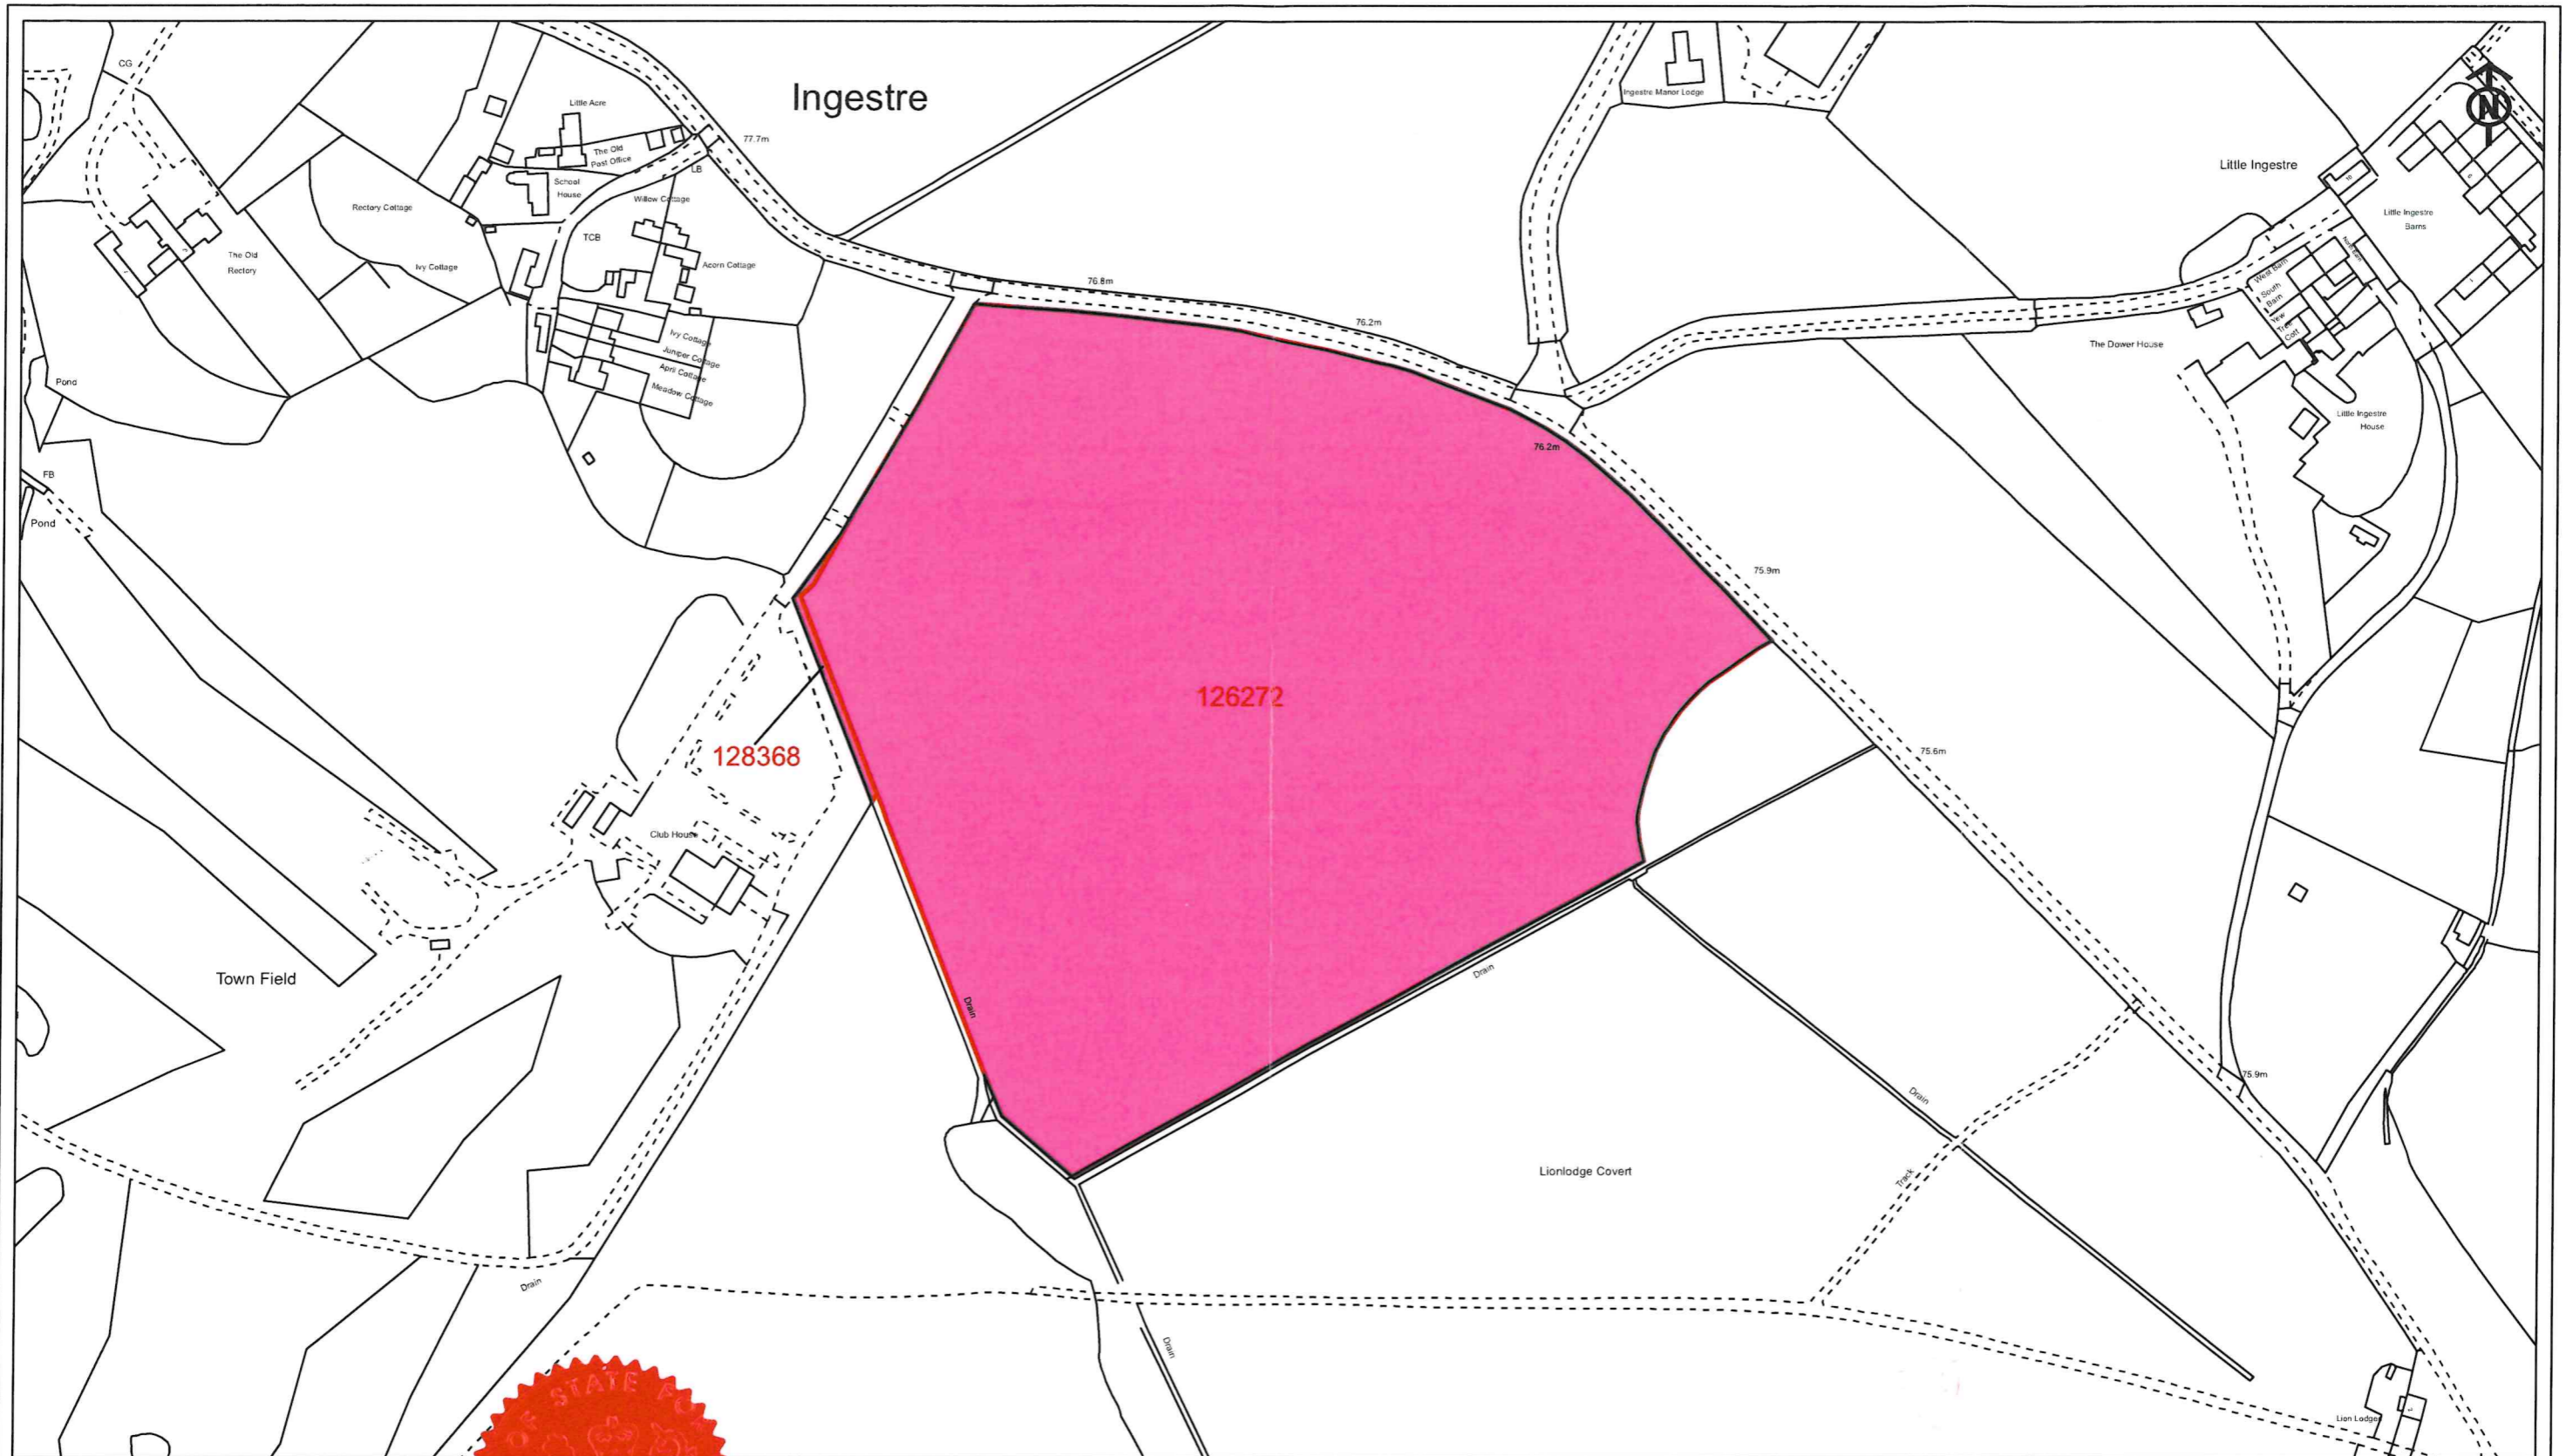 Ingestre
CG
Little Acre
The Old
Post Office
77.7m
LB
School
House
Willow Cottage
Rectory Cottage
TCB
The Old
Rectory
Ivy Cottage
Acorn Cottage
76.8m
76.2m
Ivy Cottage
Juniper Cottage
April Cottage
Meadow Cottage
Pond
FB
Pond
Ingestre Manor Lodge
N
Little Ingestre
10
Little Ingestre
Barns
West Barn
South
Barn
Yew
Tree
Cott
The Dower House
Little Ingestre
House
76.2m
75.9m
126272
128368
75.6m
Club House
Town Field
Drain
Drain
75.9m
Drain
Lionlodge Covert
Track
Drain
Drain
Lion Lodges
STATE